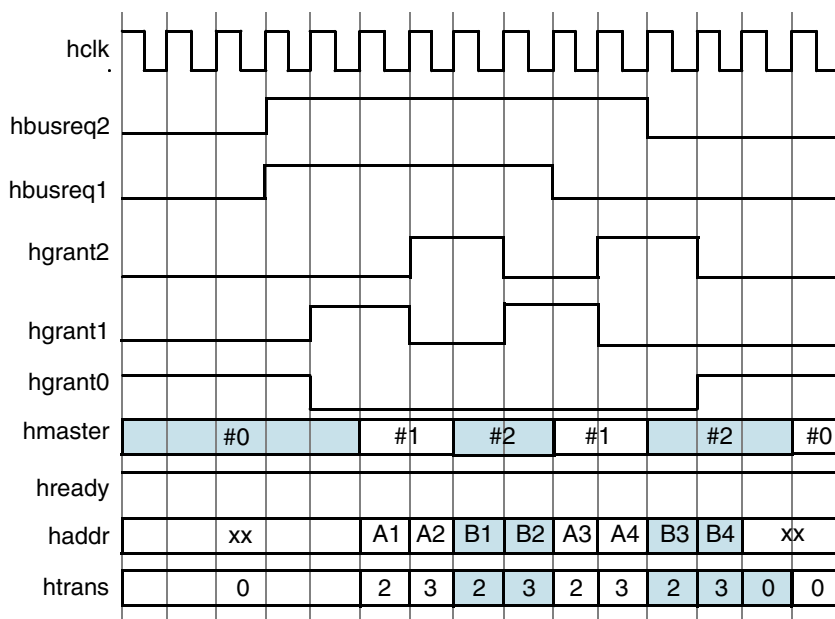 hclk
hbusreq2
hbusreq1
hgrant2
hgrant1
hgrant0
hmaster #0 #1 #2 #1 #2 #0
hready
haddr xx A1 A2 B1 B2 A3 A4 B3 B4 xx
htrans 0 2 3 2 3 2 3 2 3 0 0